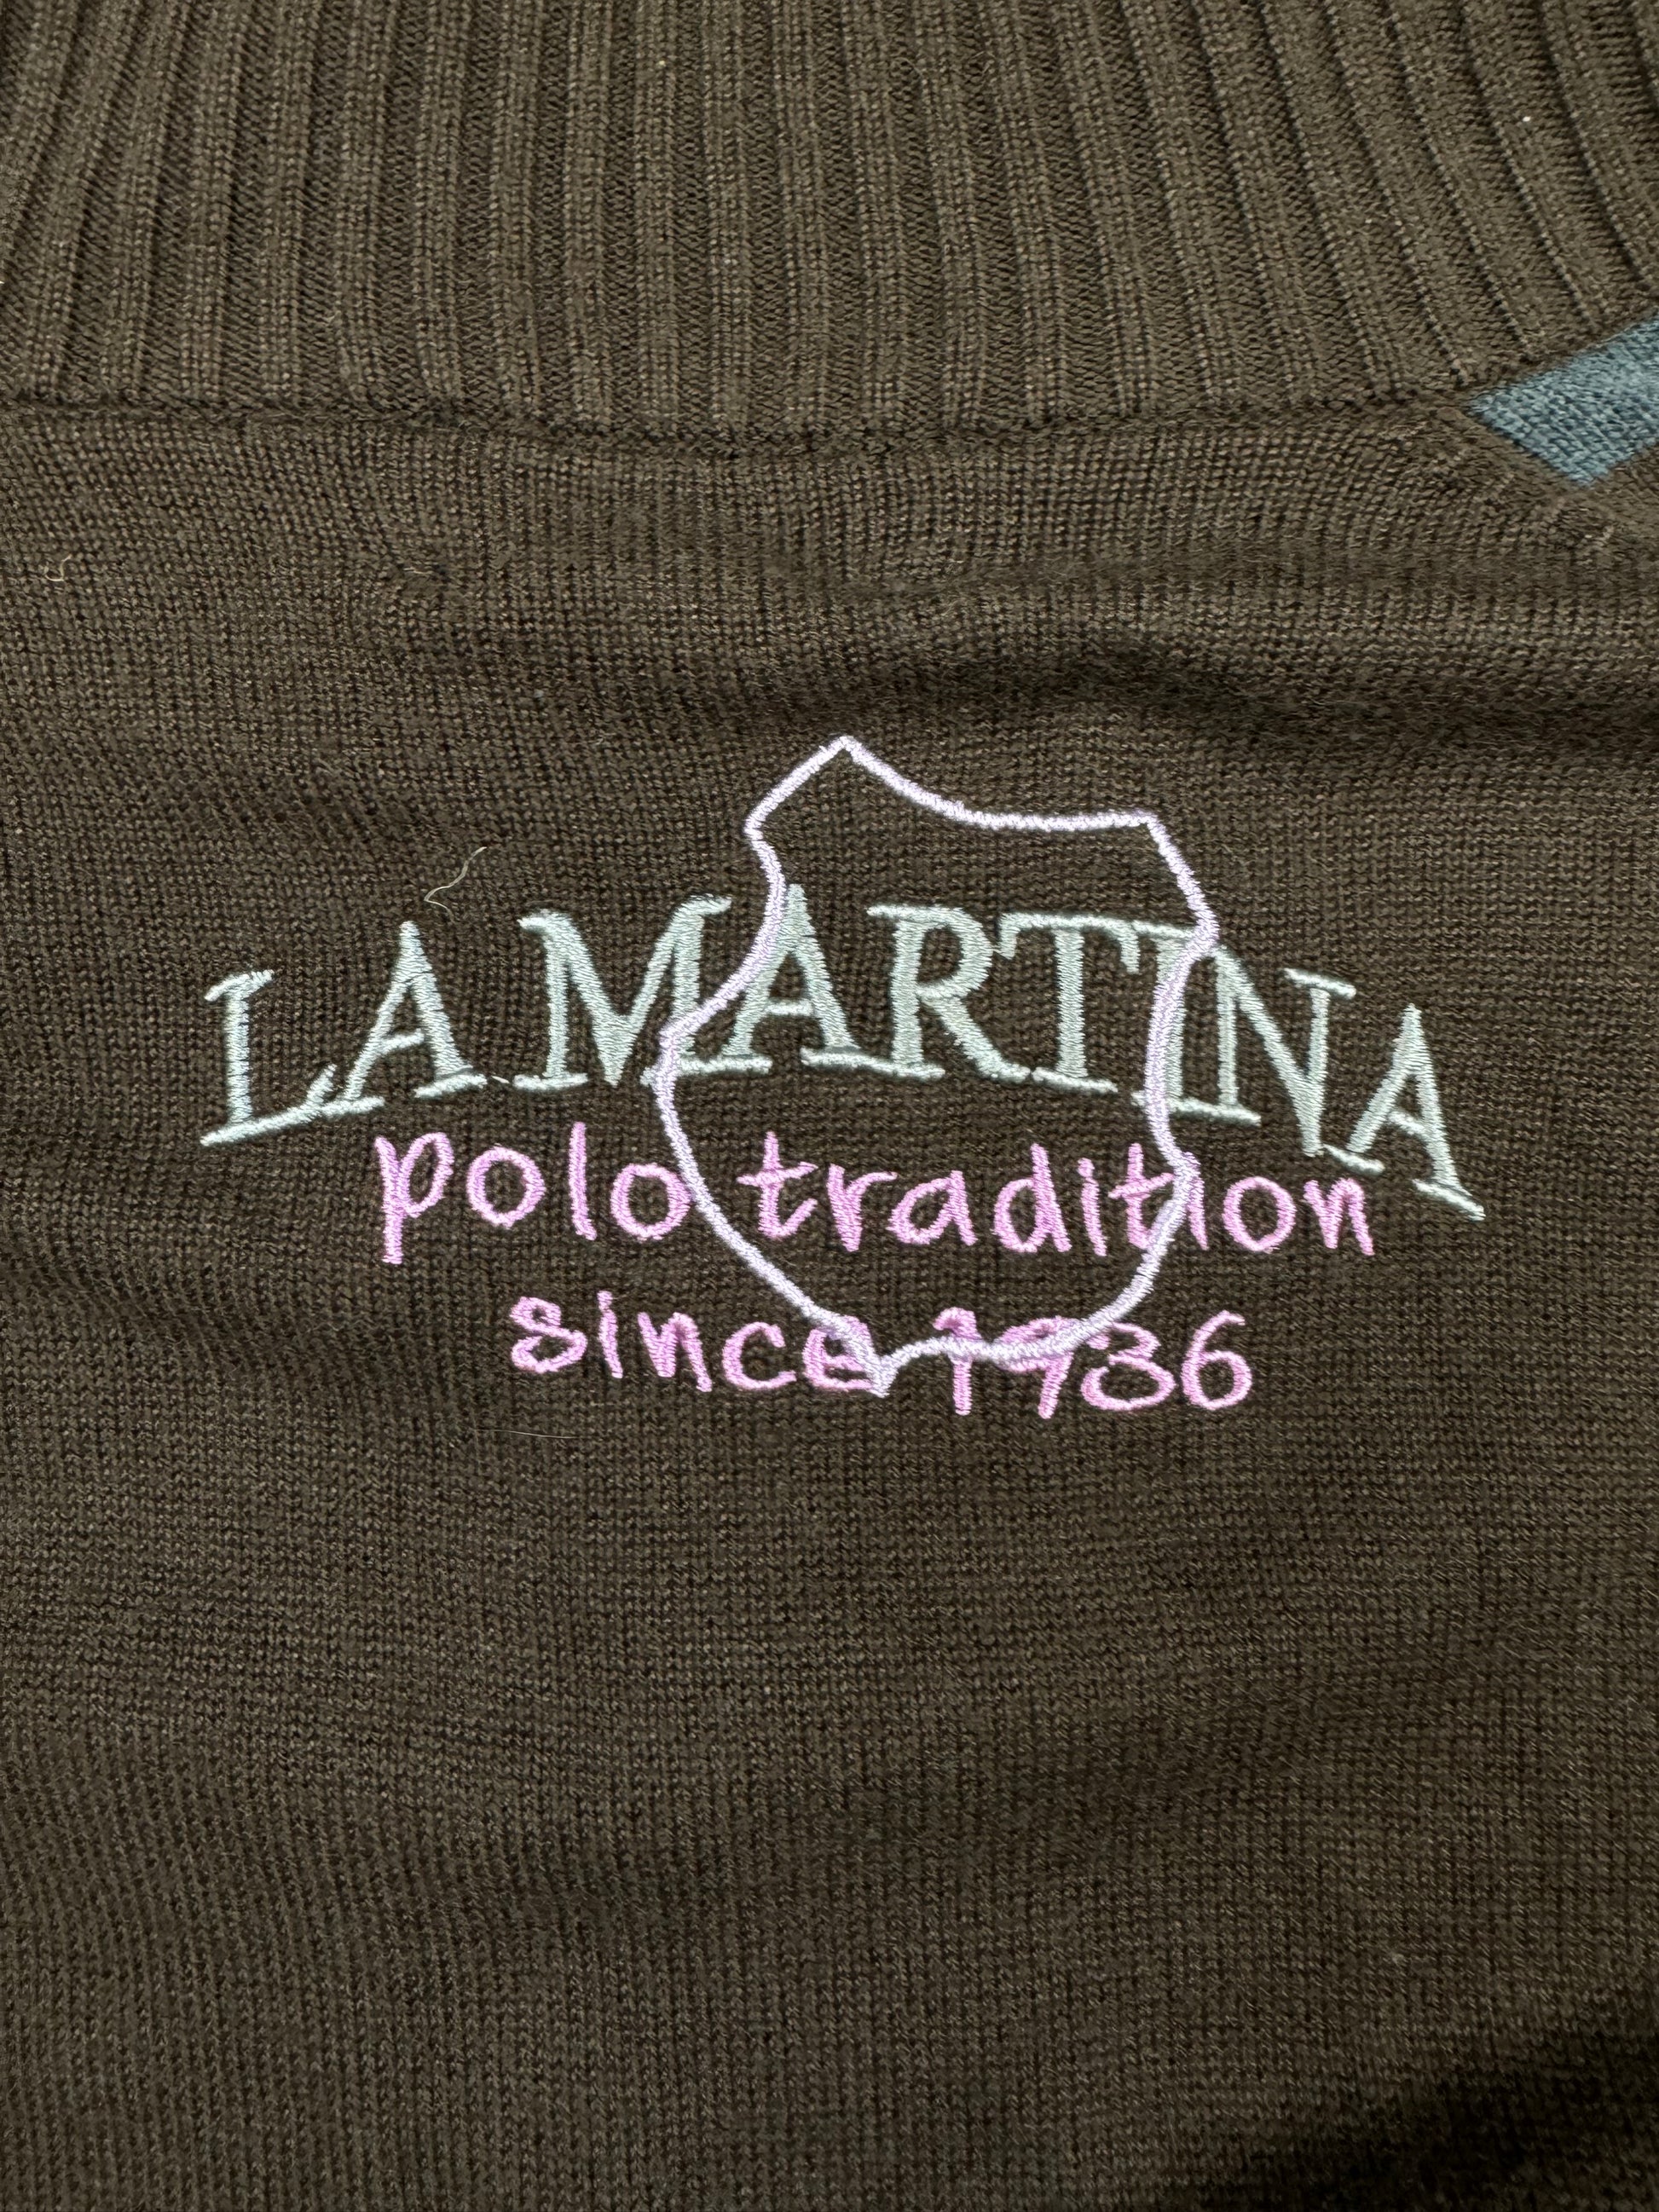 LA MARTINA
polo tradition
since 1936